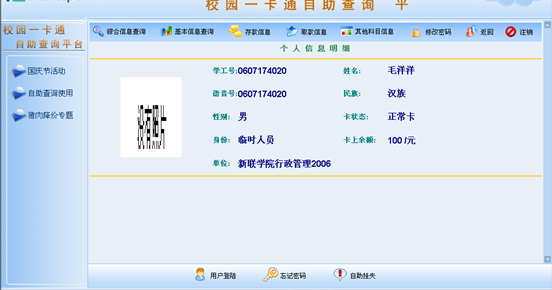 校园一卡通自助查询 平
校园一卡通
自助查询平台
综合信息查询 基本信息查询 存款信息 取款信息 其他科目信息 修改密码 返回 注销
个人信息明细
国庆节活动
自助查询使用
猪肉降价专题
学工号:0607174020 姓名: 毛洋洋
语音号:0607174020 民族: 汉族
性别: 男 卡状态: 正常卡
身份: 临时人员 卡上余额: 100 /元
单位: 新联学院行政管理2006
没有照片
用户登陆 忘记密码 自助挂失